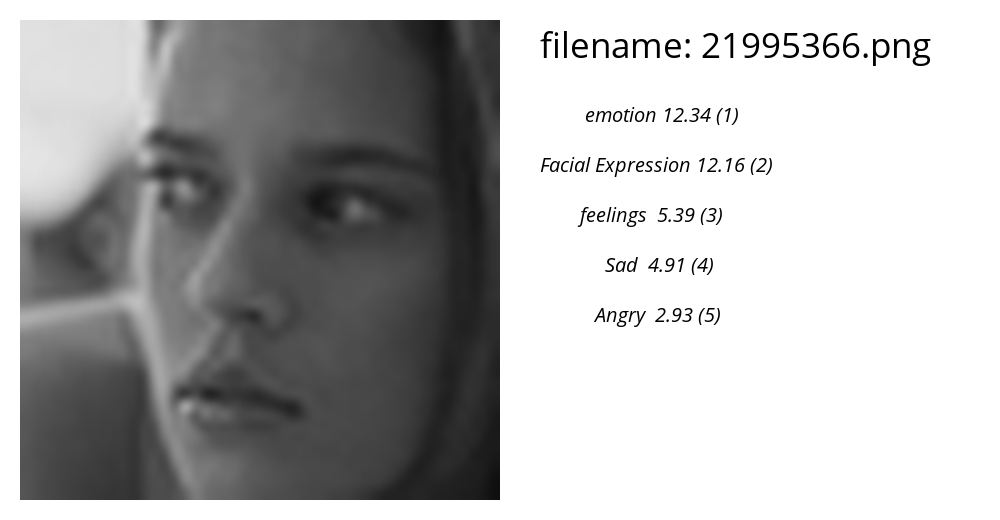 filename: 21995366.png
emotion 12.34 (1)
Facial Expression 12.16 (2)
feelings 5.39 (3)
Sad 4.91 (4)
Angry 2.93 (5)